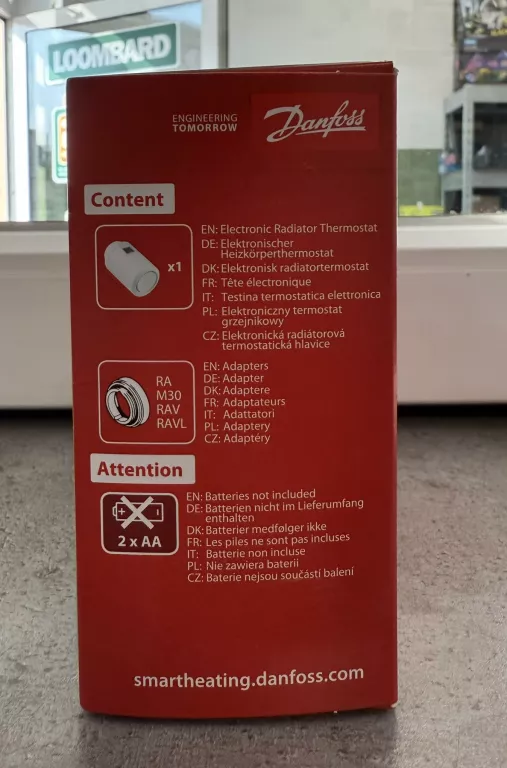 LOOMBARD
ENGINEERING
TOMORROW
Danfoss
Content
x1
EN: Electronic Radiator Thermostat
DE: Elektronischer
Heizkörperthermostat
DK: Elektronisk radiatortermostat
FR: Tête électronique
IT: Testina termostatica elettronica
PL: Elektroniczny termostat
grzejnikowy
CZ: Elektronická radiátorová
termostatická hlavice
RA
M30
RAV
RAVL
EN: Adapters
DE: Adapter
DK: Adaptere
FR: Adaptateurs
IT: Adattatori
PL: Adaptery
CZ: Adaptéry
Attention
2 x AA
EN: Batteries not included
DE: Batterien nicht im Lieferumfang
enthalten
DK: Batterier medfølger ikke
FR: Les piles ne sont pas incluses
IT: Batterie non incluse
PL: Nie zawiera baterii
CZ: Baterie nejsou součástí balení
smartheating.danfoss.com